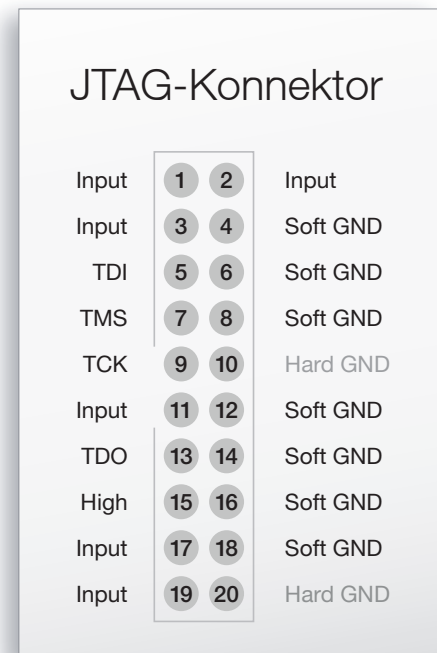 JTAG-Konnektor
Input 1 2 Input
Input 3 4 Soft GND
TDI 5 6 Soft GND
TMS 7 8 Soft GND
TCK 9 10 Hard GND
Input 11 12 Soft GND
TDO 13 14 Soft GND
High 15 16 Soft GND
Input 17 18 Soft GND
Input 19 20 Hard GND